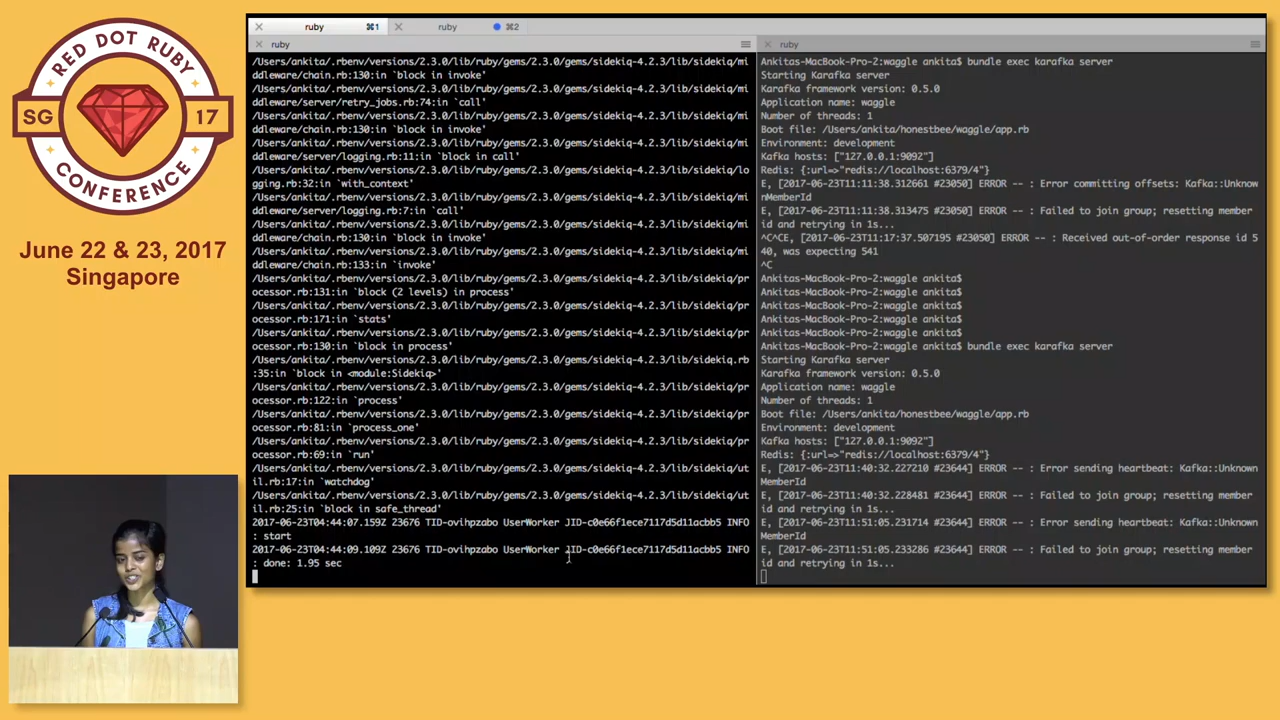 RED DOT RUBY
SG
17
CONFERENCE
June 22 & 23, 2017
Singapore
ruby
⌘1
ruby
⌘2
ruby
/Users/ankita/.rbenv/versions/2.3.0/lib/ruby/gems/2.3.0/gems/sidekiq-4.2.3/lib/sidekiq/mi
ddleware/chain.rb:130:in `block in invoke'
/Users/ankita/.rbenv/versions/2.3.0/lib/ruby/gems/2.3.0/gems/sidekiq-4.2.3/lib/sidekiq/mi
ddleware/server/retry_jobs.rb:74:in `call'
/Users/ankita/.rbenv/versions/2.3.0/lib/ruby/gems/2.3.0/gems/sidekiq-4.2.3/lib/sidekiq/mi
ddleware/chain.rb:130:in `block in invoke'
/Users/ankita/.rbenv/versions/2.3.0/lib/ruby/gems/2.3.0/gems/sidekiq-4.2.3/lib/sidekiq/mi
ddleware/server/logging.rb:11:in `block in call'
/Users/ankita/.rbenv/versions/2.3.0/lib/ruby/gems/2.3.0/gems/sidekiq-4.2.3/lib/sidekiq/lo
gging.rb:32:in `with_context'
/Users/ankita/.rbenv/versions/2.3.0/lib/ruby/gems/2.3.0/gems/sidekiq-4.2.3/lib/sidekiq/mi
ddleware/server/logging.rb:7:in `call'
/Users/ankita/.rbenv/versions/2.3.0/lib/ruby/gems/2.3.0/gems/sidekiq-4.2.3/lib/sidekiq/mi
ddleware/chain.rb:130:in `block in invoke'
/Users/ankita/.rbenv/versions/2.3.0/lib/ruby/gems/2.3.0/gems/sidekiq-4.2.3/lib/sidekiq/mi
ddleware/chain.rb:133:in `invoke'
/Users/ankita/.rbenv/versions/2.3.0/lib/ruby/gems/2.3.0/gems/sidekiq-4.2.3/lib/sidekiq/pr
ocessor.rb:131:in `block (2 levels) in process'
/Users/ankita/.rbenv/versions/2.3.0/lib/ruby/gems/2.3.0/gems/sidekiq-4.2.3/lib/sidekiq/pr
ocessor.rb:171:in `stats'
/Users/ankita/.rbenv/versions/2.3.0/lib/ruby/gems/2.3.0/gems/sidekiq-4.2.3/lib/sidekiq/pr
ocessor.rb:130:in `block in process'
/Users/ankita/.rbenv/versions/2.3.0/lib/ruby/gems/2.3.0/gems/sidekiq-4.2.3/lib/sidekiq.rb
:35:in `block in <module:Sidekiq>'
/Users/ankita/.rbenv/versions/2.3.0/lib/ruby/gems/2.3.0/gems/sidekiq-4.2.3/lib/sidekiq/pr
ocessor.rb:122:in `process'
/Users/ankita/.rbenv/versions/2.3.0/lib/ruby/gems/2.3.0/gems/sidekiq-4.2.3/lib/sidekiq/pr
ocessor.rb:81:in `process_one'
/Users/ankita/.rbenv/versions/2.3.0/lib/ruby/gems/2.3.0/gems/sidekiq-4.2.3/lib/sidekiq/pr
ocessor.rb:69:in `run'
/Users/ankita/.rbenv/versions/2.3.0/lib/ruby/gems/2.3.0/gems/sidekiq-4.2.3/lib/sidekiq/ut
il.rb:17:in `watchdog'
/Users/ankita/.rbenv/versions/2.3.0/lib/ruby/gems/2.3.0/gems/sidekiq-4.2.3/lib/sidekiq/ut
il.rb:25:in `block in safe_thread'
2017-06-23T04:44:07.159Z 23676 TID-ovihpzabo UserWorker JID-c0e66f1ece7117d5d11acbb5 INFO
: start
2017-06-23T04:44:09.109Z 23676 TID-ovihpzabo UserWorker JID-c0e66f1ece7117d5d11acbb5 INFO
: done: 1.95 sec
ruby
Ankitas-MacBook-Pro-2:waggle ankita$ bundle exec karafka server
Starting Karafka server
Karafka framework version: 0.5.0
Application name: waggle
Number of threads: 1
Boot file: /Users/ankita/honestbee/waggle/app.rb
Environment: development
Kafka hosts: ["127.0.0.1:9092"]
Redis: {:url=>"redis://localhost:6379/4"}
E, [2017-06-23T11:11:38.312661 #23050] ERROR -- : Error committing offsets: Kafka::Unknow
nMemberId
E, [2017-06-23T11:11:38.313475 #23050] ERROR -- : Failed to join group; resetting member
id and retrying in 1s...
^C^CE, [2017-06-23T11:17:37.507195 #23050] ERROR -- : Received out-of-order response id 5
40, was expecting 541
^C
Ankitas-MacBook-Pro-2:waggle ankita$
Ankitas-MacBook-Pro-2:waggle ankita$
Ankitas-MacBook-Pro-2:waggle ankita$
Ankitas-MacBook-Pro-2:waggle ankita$
Ankitas-MacBook-Pro-2:waggle ankita$
Ankitas-MacBook-Pro-2:waggle ankita$ bundle exec karafka server
Starting Karafka server
Karafka framework version: 0.5.0
Application name: waggle
Number of threads: 1
Boot file: /Users/ankita/honestbee/waggle/app.rb
Environment: development
Kafka hosts: ["127.0.0.1:9092"]
Redis: {:url=>"redis://localhost:6379/4"}
E, [2017-06-23T11:40:32.227210 #23644] ERROR -- : Error sending heartbeat: Kafka::Unknown
MemberId
E, [2017-06-23T11:40:32.228481 #23644] ERROR -- : Failed to join group; resetting member
id and retrying in 1s...
E, [2017-06-23T11:51:05.231714 #23644] ERROR -- : Error sending heartbeat: Kafka::Unknown
MemberId
E, [2017-06-23T11:51:05.233286 #23644] ERROR -- : Failed to join group; resetting member
id and retrying in 1s...